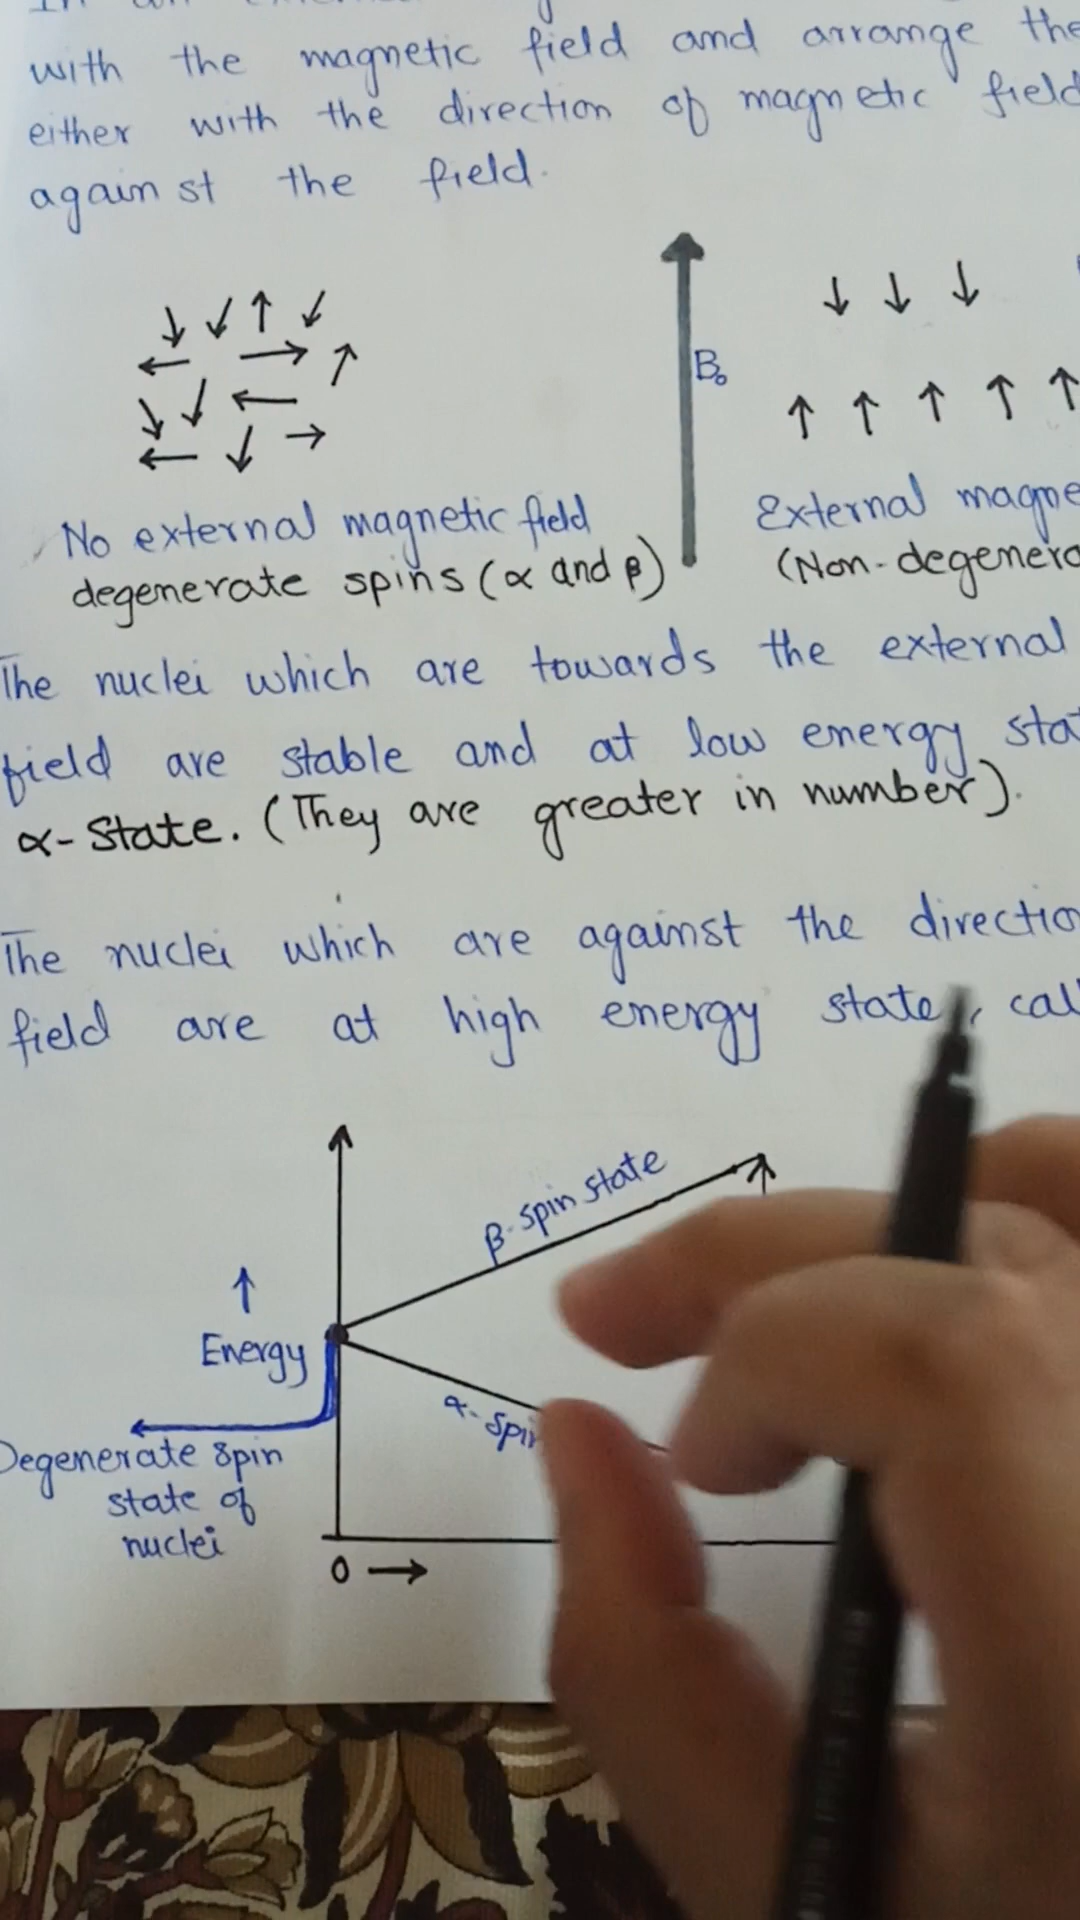 with the magnetic field and arrange the
either with the direction of magnetic field
against the field.
B₀
No external magnetic field
degenerate spins (α and β)
External
(Non-
The nuclei which are towards the external
field are stable and at low energy
α-State. (They are greater in number).
The nuclei which are against the
field are at high energy state,
β-spin state
↑
Energy
α-
Degenerate spin
state of
nuclei
0 →